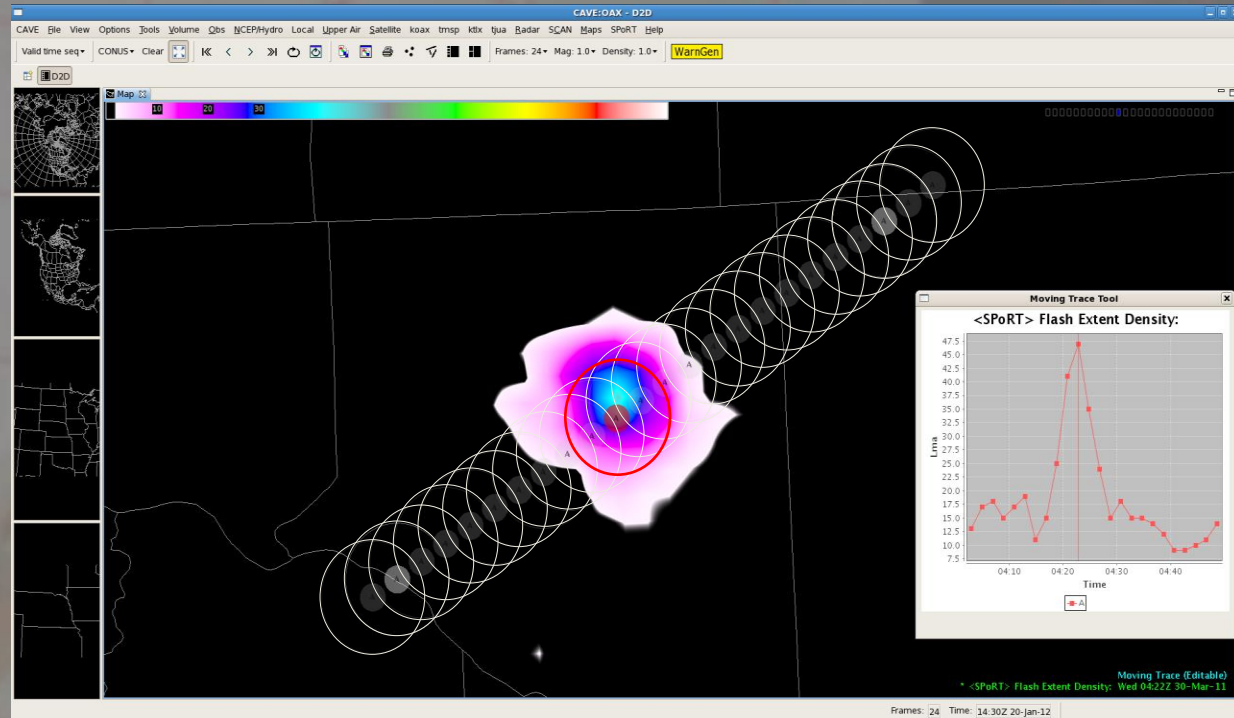 CAVE:OAX - D2D
CAVE File View Options Tools Volume Obs NCEP/Hydro Local Upper Air Satellite koax tmsp ktlx tjua Radar SCAN Maps SPoRT Help
Valid time seq CONUS Clear Frames: 24 Mag: 1.0 Density: 1.0 WarnGen
D2D
Map
10 20 30
A
A
A
A
A
A
A
Moving Trace Tool
<SPoRT> Flash Extent Density:
47.5
45.0
42.5
40.0
37.5
35.0
32.5
30.0
27.5
25.0
22.5
20.0
17.5
15.0
12.5
10.0
7.5
Lma
04:10 04:20 04:30 04:40
Time
A
Moving Trace (Editable)
* <SPoRT> Flash Extent Density: Wed 04:22Z 30-Mar-11
Frames: 24 Time: 14:30Z 20-Jan-12